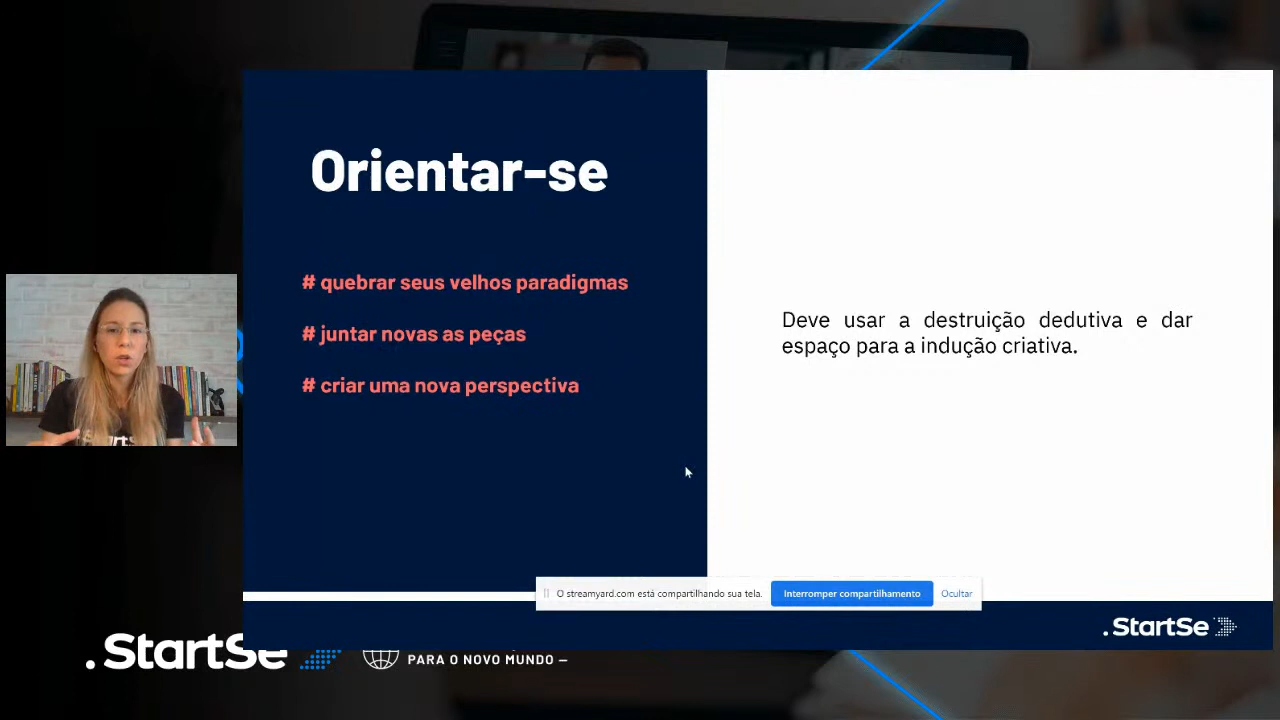 Orientar-se
# quebrar seus velhos paradigmas
# juntar novas as peças
# criar uma nova perspectiva
Deve usar a destruição dedutiva e dar
espaço para a indução criativa.
O streamyard.com está compartilhando sua tela.
Interromper compartilhamento
Ocultar
.StartSe
.StartSe
PARA O NOVO MUNDO –